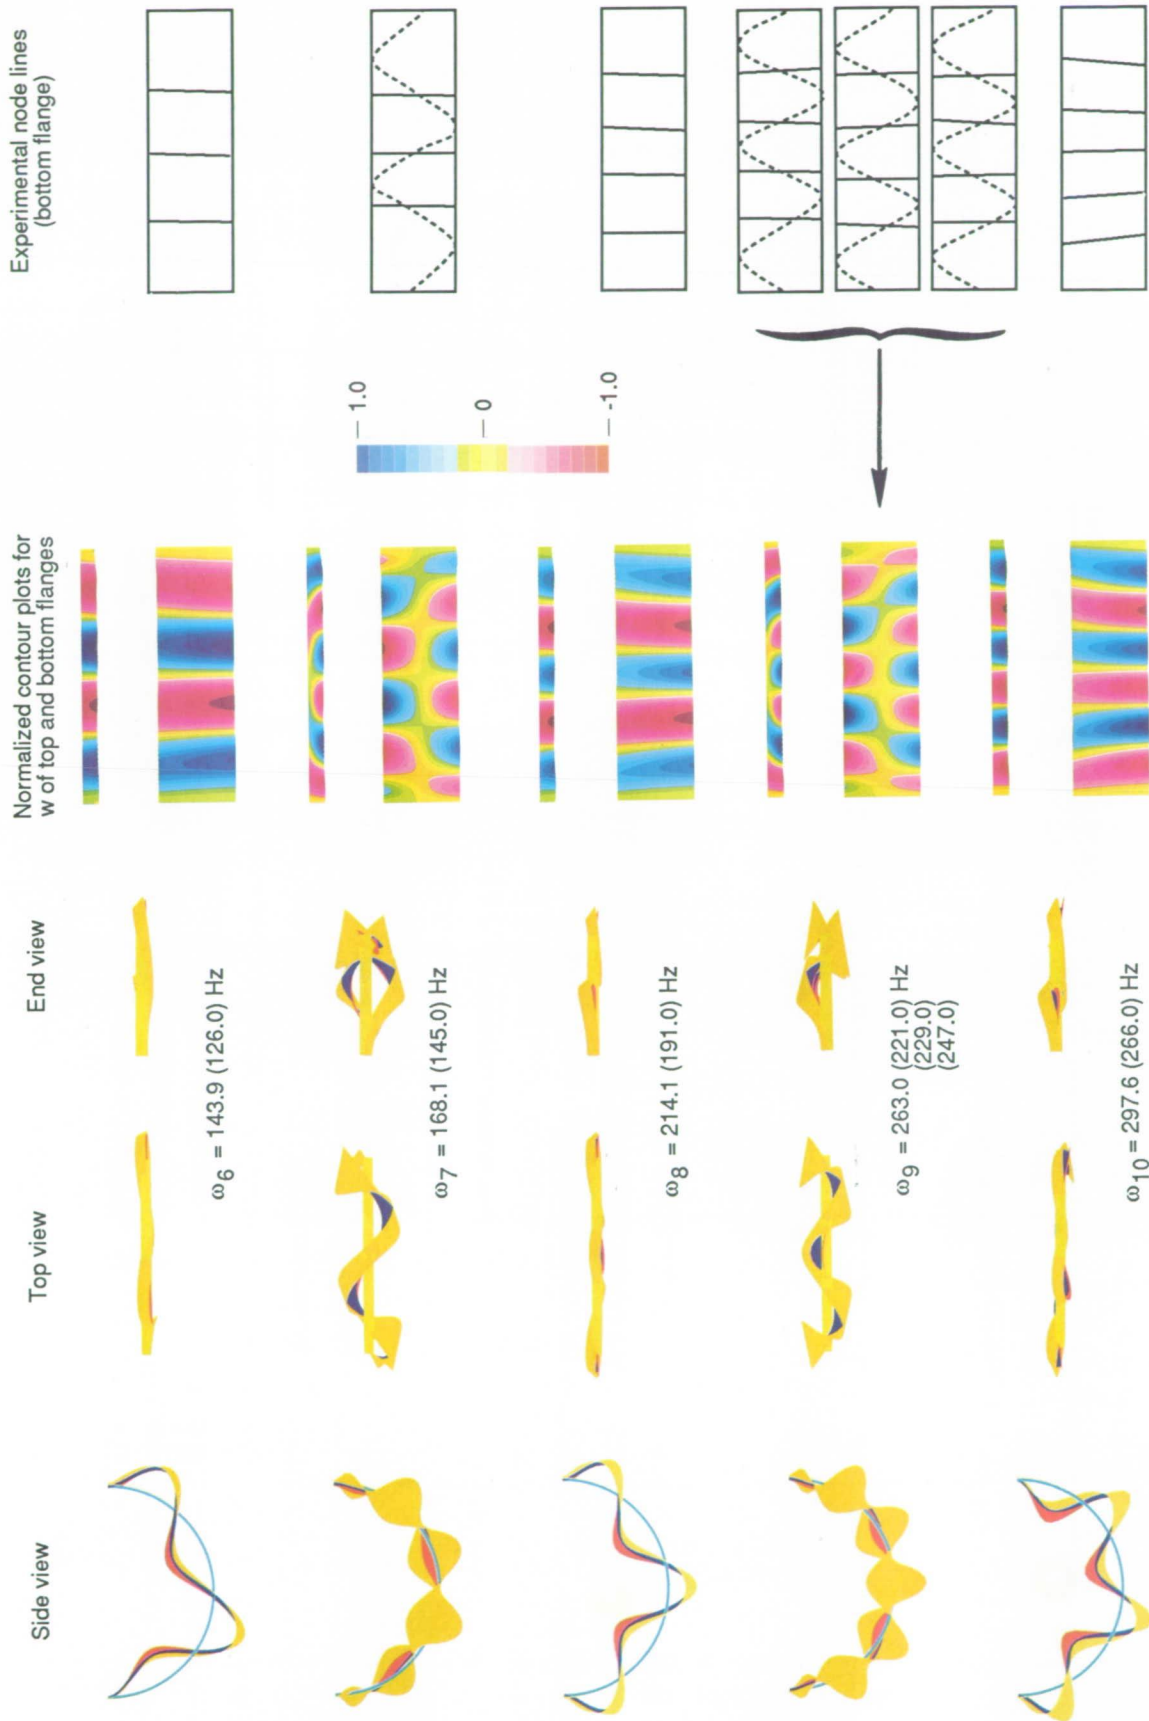 Side view
Top view
End view
Normalized contour plots for
w of top and bottom flanges
Experimental node lines
(bottom flange)
ω6 = 143.9 (126.0) Hz
ω7 = 168.1 (145.0) Hz
1.0
0
-1.0
ω8 = 214.1 (191.0) Hz
ω9 = 263.0 (221.0) Hz
(229.0)
(247.0)
ω10 = 297.6 (266.0) Hz